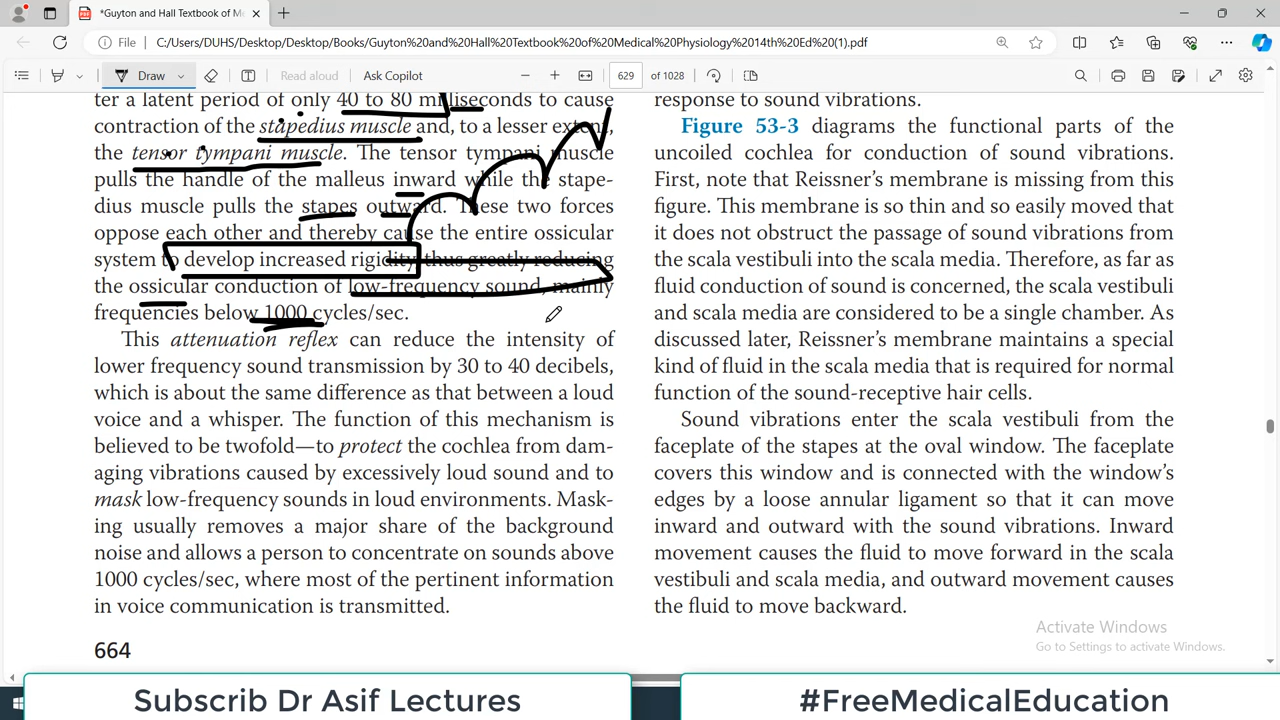 *Guyton and Hall Textbook of Me
File
C:/Users/DUHS/Desktop/Desktop/Books/Guyton%20and%20Hall%20Textbook%20of%20Medical%20Physiology%2014th%20Ed%20(1).pdf
Draw
Read aloud
Ask Copilot
629 of 1028
ter a latent period of only 40 to 80 milliseconds to cause
contraction of the stapedius muscle and, to a lesser extent,
the tensor tympani muscle. The tensor tympani muscle
pulls the handle of the malleus inward while the stape-
dius muscle pulls the stapes outward. These two forces
oppose each other and thereby cause the entire ossicular
system to develop increased rigidity, thus greatly reducing
the ossicular conduction of low-frequency sound, mainly
frequencies below 1000 cycles/sec.
This attenuation reflex can reduce the intensity of
lower frequency sound transmission by 30 to 40 decibels,
which is about the same difference as that between a loud
voice and a whisper. The function of this mechanism is
believed to be twofold—to protect the cochlea from dam-
aging vibrations caused by excessively loud sound and to
mask low-frequency sounds in loud environments. Mask-
ing usually removes a major share of the background
noise and allows a person to concentrate on sounds above
1000 cycles/sec, where most of the pertinent information
in voice communication is transmitted.
664
response to sound vibrations.
Figure 53-3 diagrams the functional parts of the
uncoiled cochlea for conduction of sound vibrations.
First, note that Reissner's membrane is missing from this
figure. This membrane is so thin and so easily moved that
it does not obstruct the passage of sound vibrations from
the scala vestibuli into the scala media. Therefore, as far as
fluid conduction of sound is concerned, the scala vestibuli
and scala media are considered to be a single chamber. As
discussed later, Reissner's membrane maintains a special
kind of fluid in the scala media that is required for normal
function of the sound-receptive hair cells.
Sound vibrations enter the scala vestibuli from the
faceplate of the stapes at the oval window. The faceplate
covers this window and is connected with the window's
edges by a loose annular ligament so that it can move
inward and outward with the sound vibrations. Inward
movement causes the fluid to move forward in the scala
vestibuli and scala media, and outward movement causes
the fluid to move backward.
Activate Windows
Go to Settings to activate Windows.
Subscrib Dr Asif Lectures
#FreeMedicalEducation